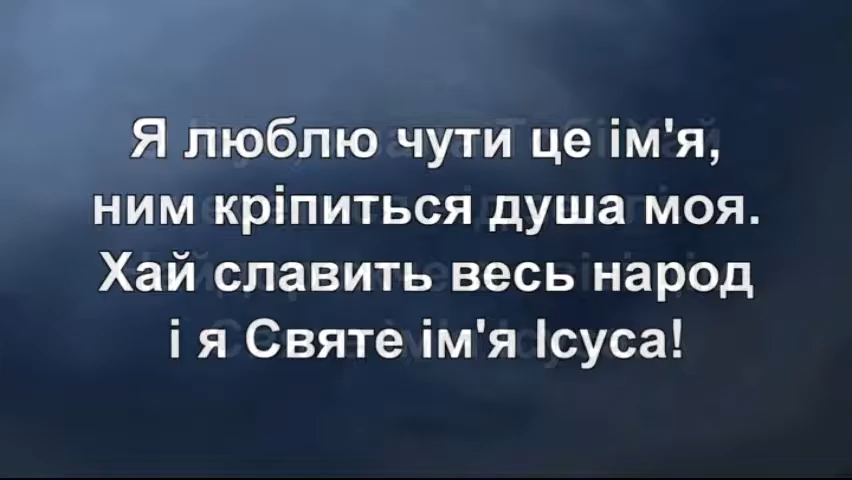 Я люблю чути це ім'я,
ним кріпиться душа моя.
Хай славить весь народ
і я Святе ім'я Ісуса!